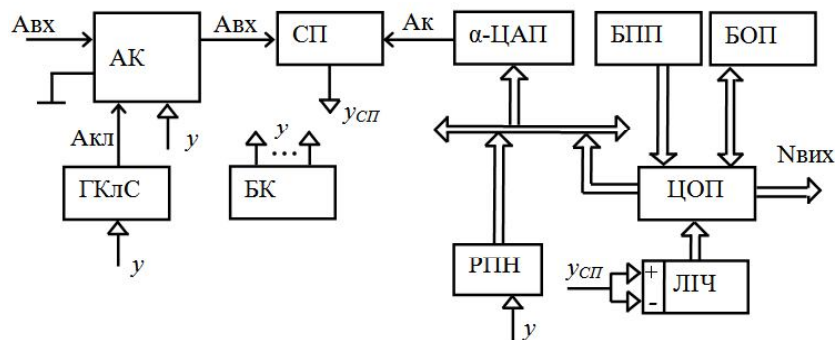 Авх
АК
Авх
СП
Ак
α-ЦАП
БПП
БОП
Акл
y
yСП
y
...
ГКлС
БК
ЦОП
Nвих
y
РПН
yСП
+
-
ЛІЧ
y